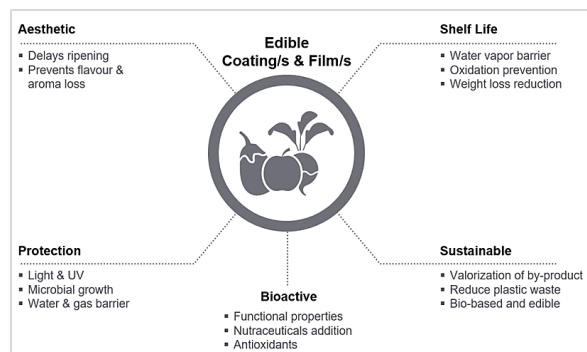 Aesthetic
▪ Delays ripening
▪ Prevents flavour &
aroma loss
Edible
Coating/s & Film/s
Shelf Life
▪ Water vapor barrier
▪ Oxidation prevention
▪ Weight loss reduction
Protection
▪ Light & UV
▪ Microbial growth
▪ Water & gas barrier
Bioactive
▪ Functional properties
▪ Nutraceuticals addition
▪ Antioxidants
Sustainable
▪ Valorization of by-product
▪ Reduce plastic waste
▪ Bio-based and edible